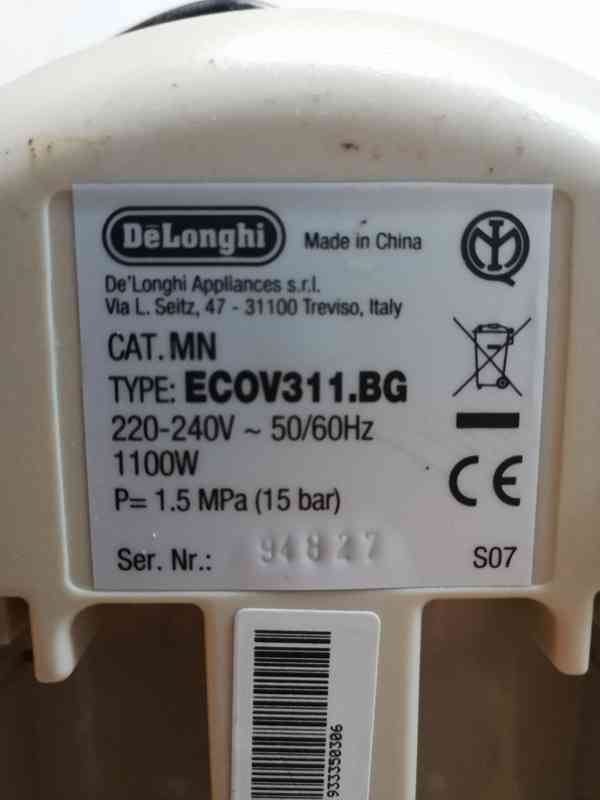 DeLonghi
Made in China
De'Longhi Appliances s.r.l.
Via L. Seitz, 47 - 31100 Treviso, Italy
CAT. MN
TYPE: ECOV311.BG
220-240V ~ 50/60Hz
1100W
P= 1.5 MPa (15 bar)
CE
Ser. Nr.: 94827
S07
933350306